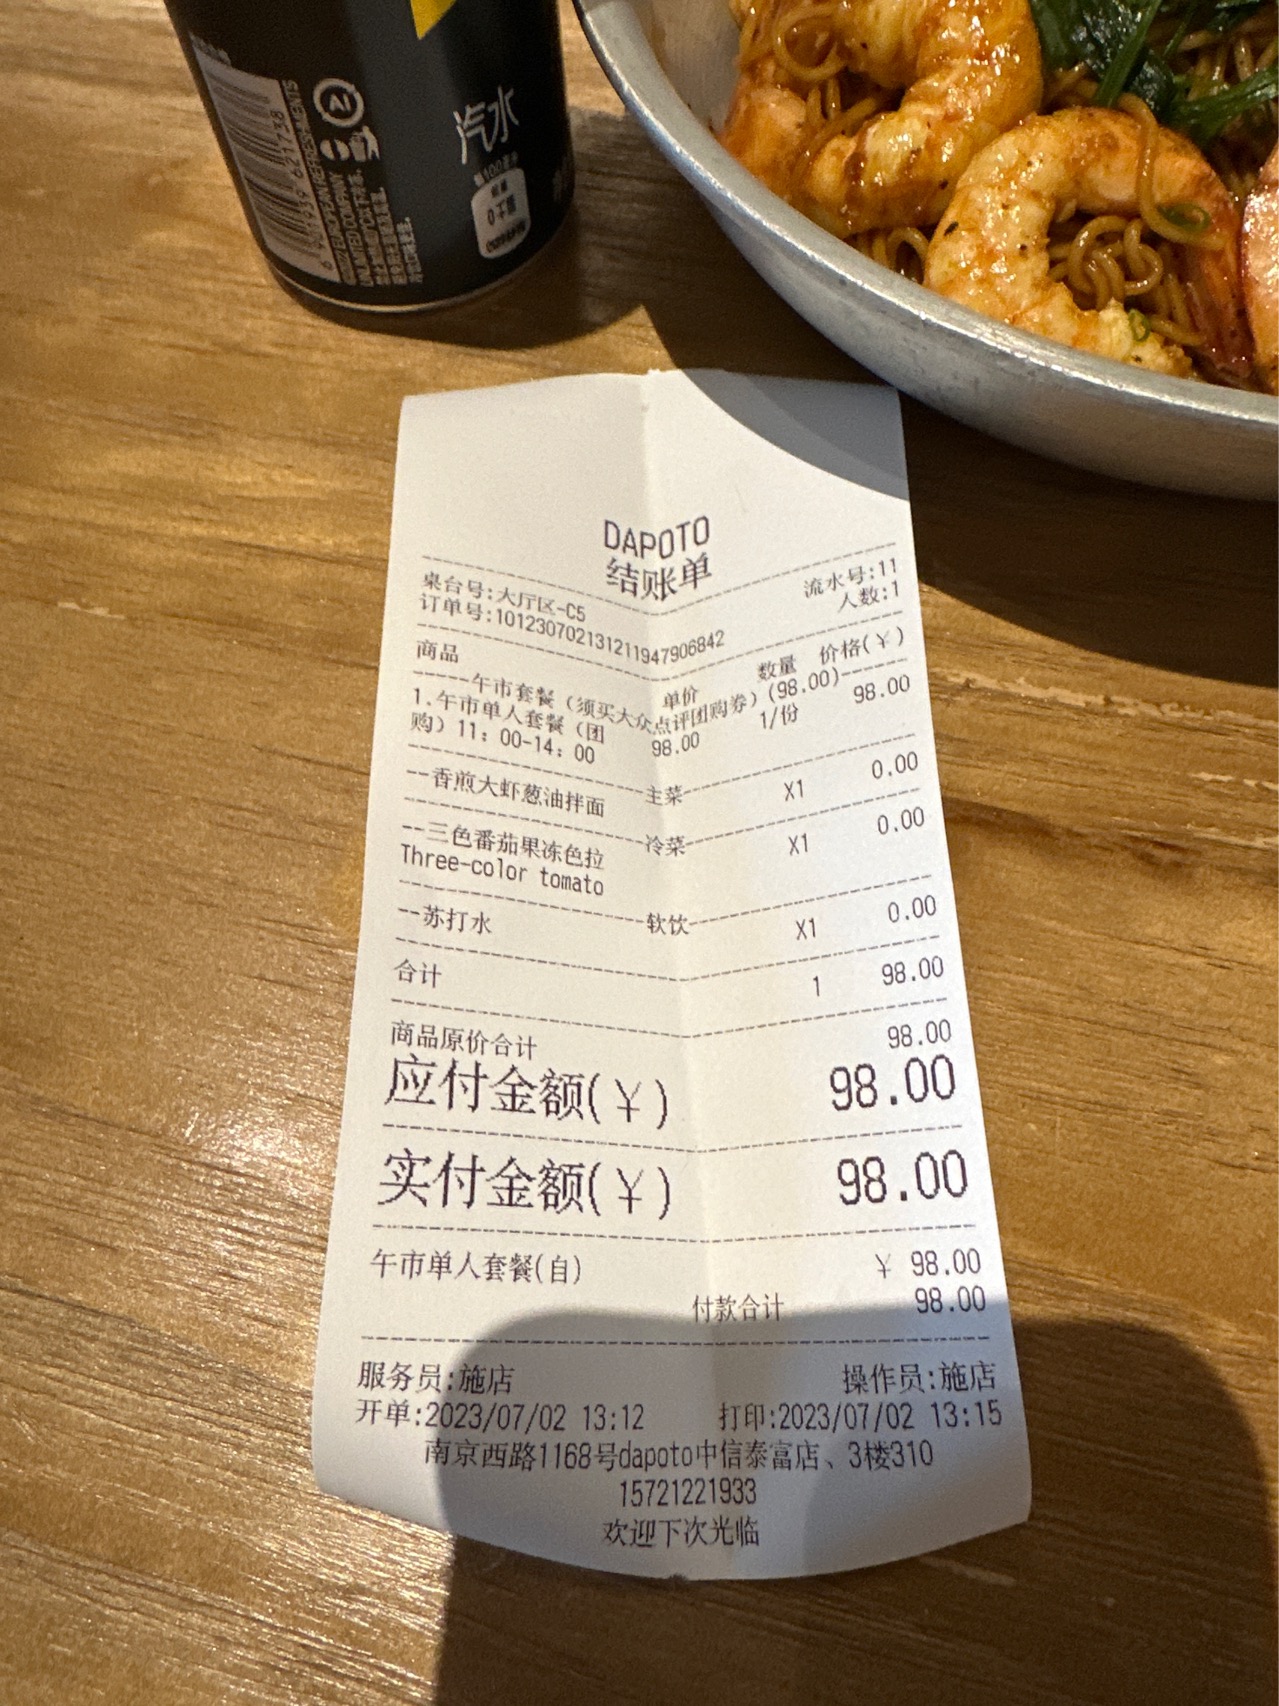 汽水
DAPOTO
结账单
桌台号:大厅区-C5
流水号:11
订单号:101230702131211947906842
人数:1
商品 单价 数量 价格(￥)
------午市套餐（须买大众点评团购券）(98.00)------
1.午市单人套餐（团 98.00 1/份 98.00
购）11：00-14：00
主菜
--香煎大虾葱油拌面 X1 0.00
冷菜
--三色番茄果冻色拉 X1 0.00
Three-color tomato
软饮
--苏打水 X1 0.00
合计 1 98.00
商品原价合计 98.00
应付金额(￥) 98.00
实付金额(￥) 98.00
午市单人套餐(自) ￥ 98.00
付款合计 98.00
服务员:施店 操作员:施店
开单:2023/07/02 13:12 打印:2023/07/02 13:15
南京西路1168号dapoto中信泰富店、3楼310
15721221933
欢迎下次光临